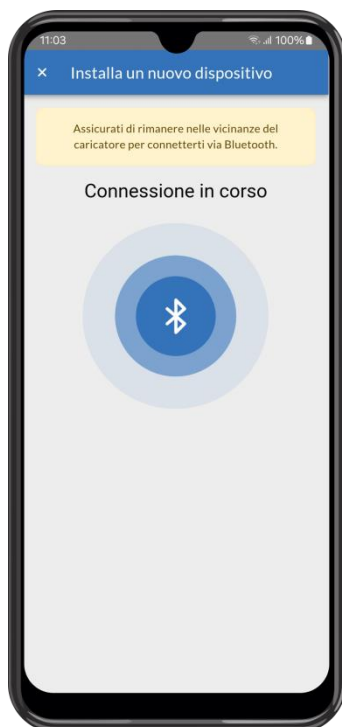 11:03
100%
× Installa un nuovo dispositivo
Assicurati di rimanere nelle vicinanze del
caricatore per connetterti via Bluetooth.
Connessione in corso